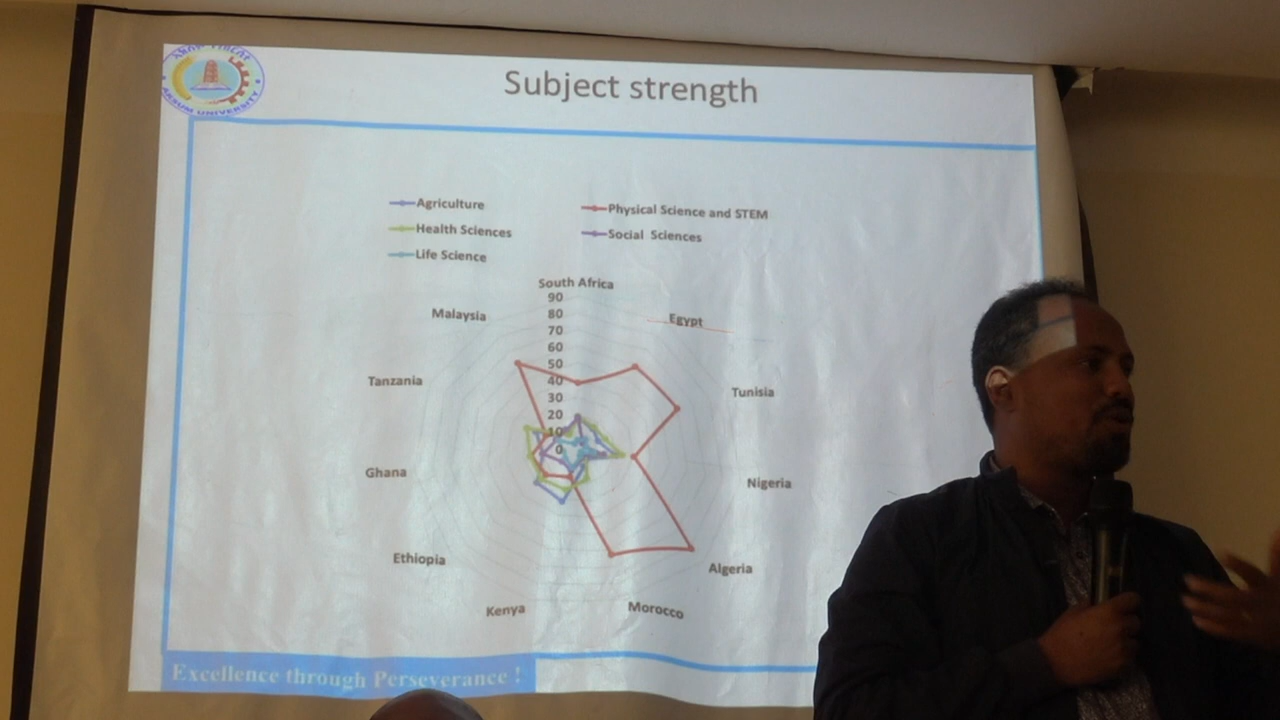 Subject strength
AKSUM UNIVERSITY
Agriculture
Physical Science and STEM
Health Sciences
Social Sciences
Life Science
South Africa
90
80
70
60
50
40
30
20
10
0
Malaysia
Egypt
Tanzania
Tunisia
Ghana
Nigeria
Ethiopia
Algeria
Kenya
Morocco
Excellence through Perseverance !